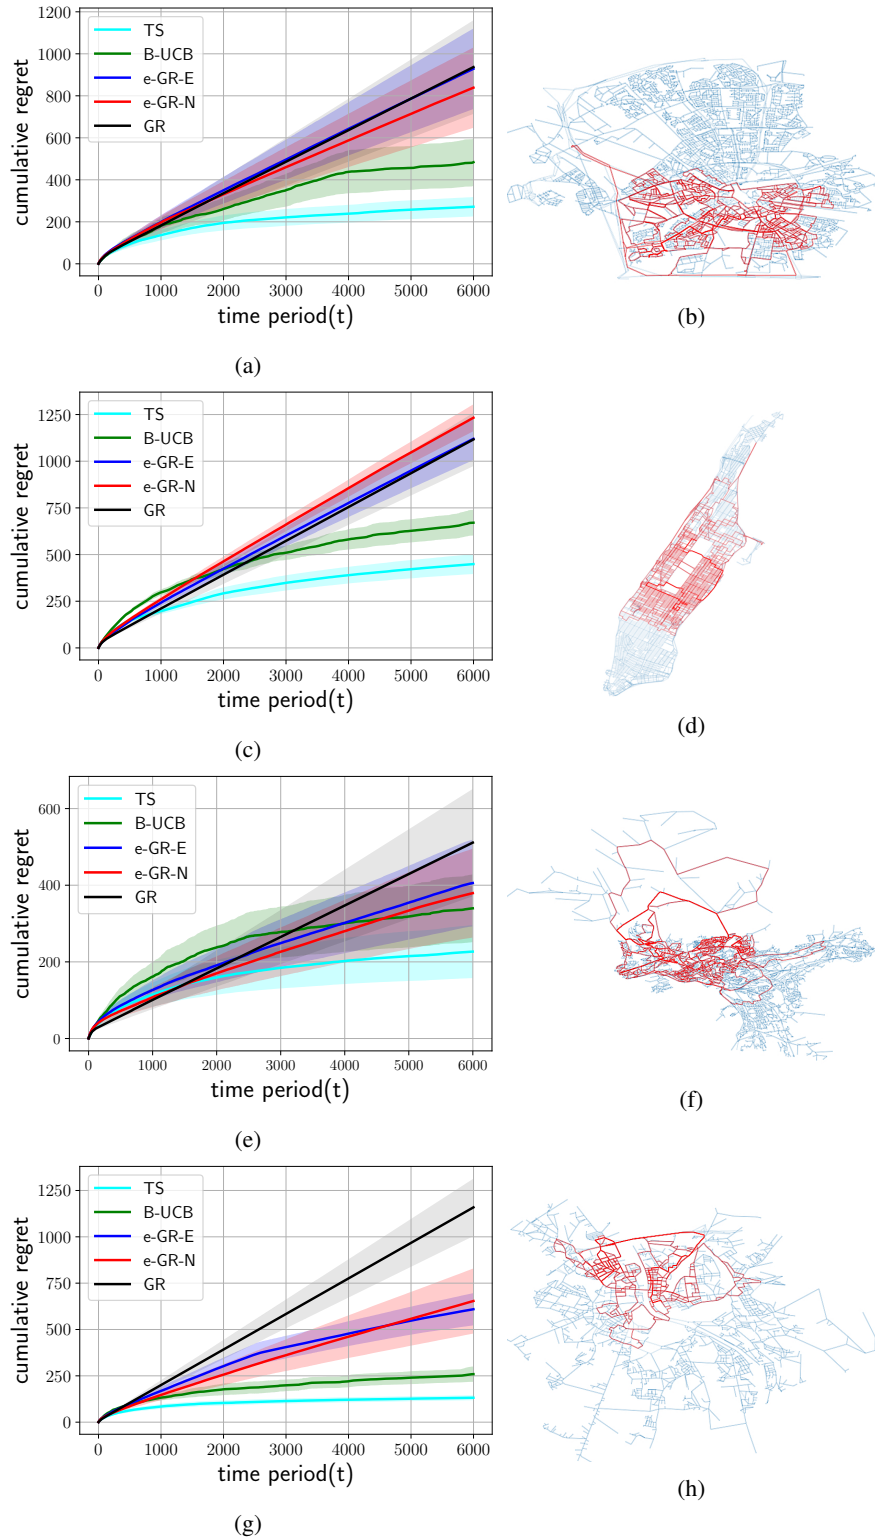 1200
1000
800
600
400
200
0
cumulative regret
TS
B-UCB
e-GR-E
e-GR-N
GR
0 1000 2000 3000 4000 5000 6000
time period(t)
(a)
(b)
1250
1000
750
500
250
0
cumulative regret
TS
B-UCB
e-GR-E
e-GR-N
GR
0 1000 2000 3000 4000 5000 6000
time period(t)
(c)
(d)
600
400
200
0
cumulative regret
TS
B-UCB
e-GR-E
e-GR-N
GR
0 1000 2000 3000 4000 5000 6000
time period(t)
(e)
(f)
1250
1000
750
500
250
0
cumulative regret
TS
B-UCB
e-GR-E
e-GR-N
GR
0 1000 2000 3000 4000 5000 6000
time period(t)
(g)
(h)